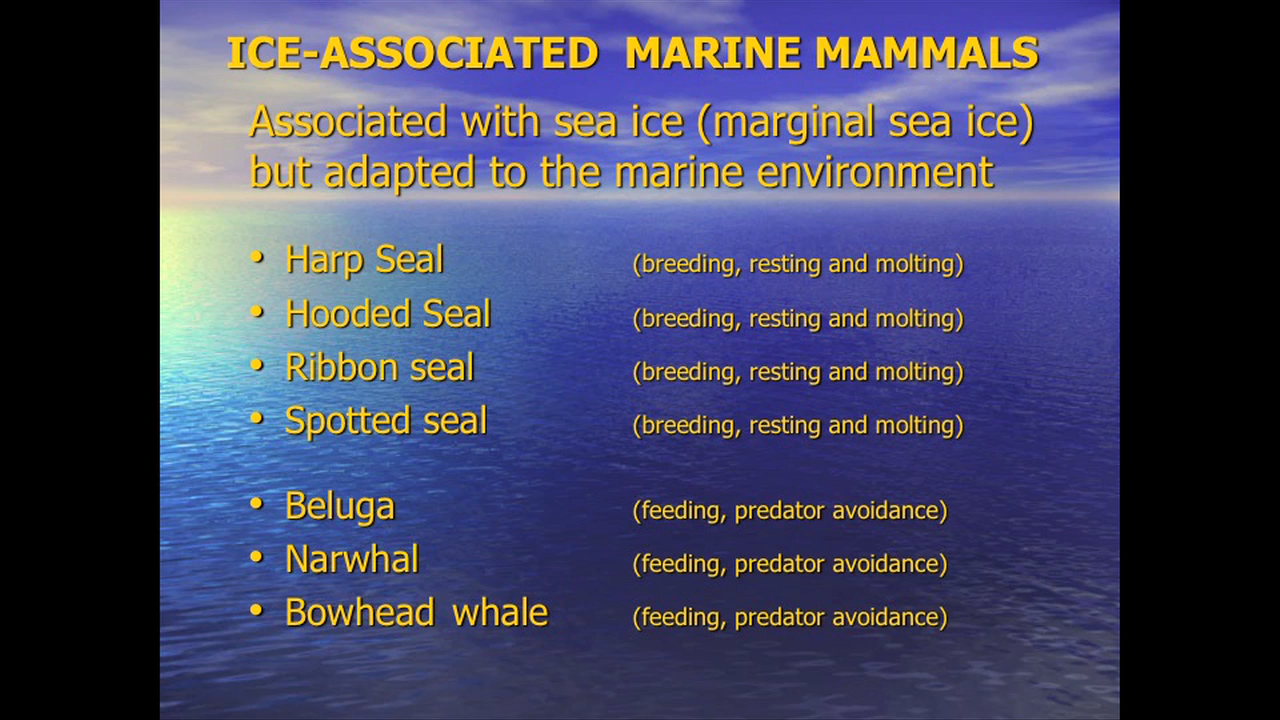 ICE-ASSOCIATED MARINE MAMMALS
Associated with sea ice (marginal sea ice)
but adapted to the marine environment
• Harp Seal (breeding, resting and molting)
• Hooded Seal (breeding, resting and molting)
• Ribbon seal (breeding, resting and molting)
• Spotted seal (breeding, resting and molting)
• Beluga (feeding, predator avoidance)
• Narwhal (feeding, predator avoidance)
• Bowhead whale (feeding, predator avoidance)